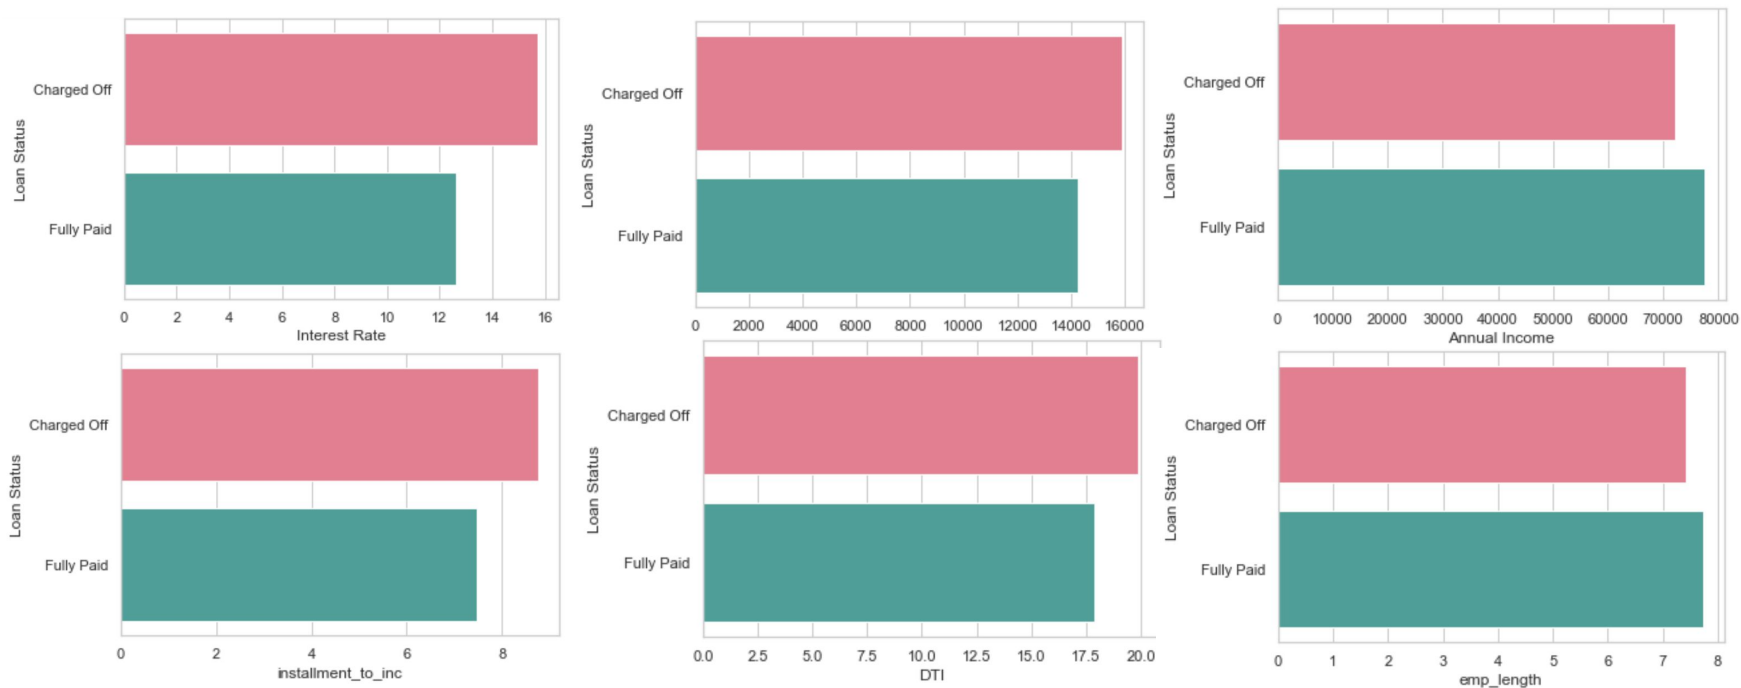 Loan Status
Charged Off
Fully Paid
0 2 4 6 8 10 12 14 16
Interest Rate
Loan Status
Charged Off
Fully Paid
0 2000 4000 6000 8000 10000 12000 14000 16000
Loan Status
Charged Off
Fully Paid
0 10000 20000 30000 40000 50000 60000 70000 80000
Annual Income
Loan Status
Charged Off
Fully Paid
0 2 4 6 8
installment_to_inc
Loan Status
Charged Off
Fully Paid
0.0 2.5 5.0 7.5 10.0 12.5 15.0 17.5 20.0
DTI
Loan Status
Charged Off
Fully Paid
0 1 2 3 4 5 6 7 8
emp_length